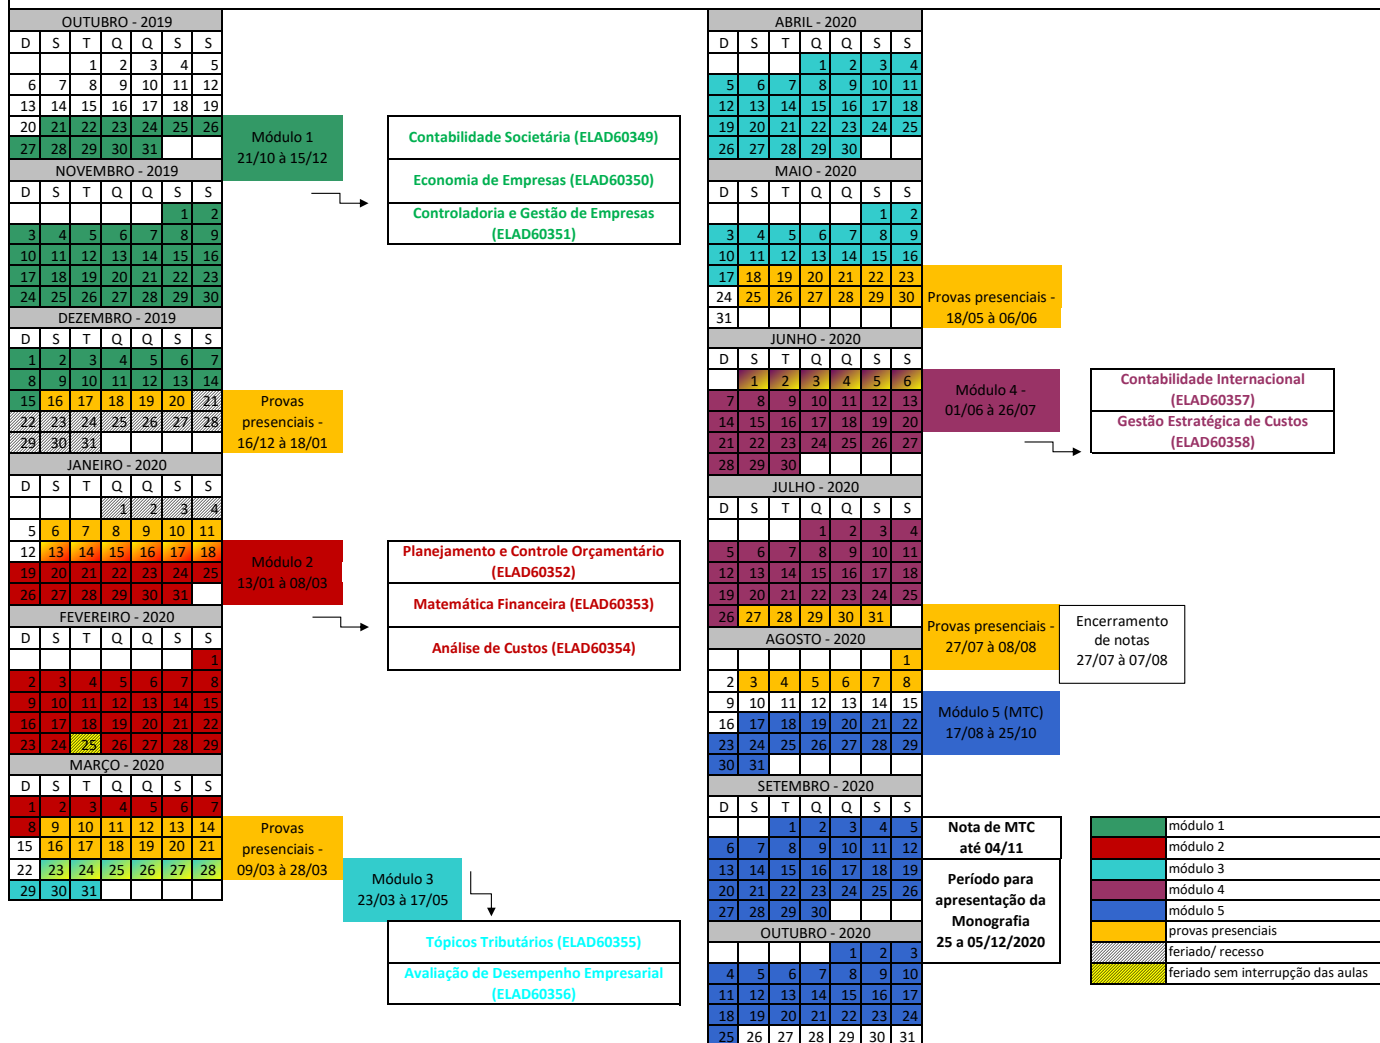 OUTUBRO - 2019
D S T Q Q S S
1 2 3 4 5
6 7 8 9 10 11 12
13 14 15 16 17 18 19
20 21 22 23 24 25 26
27 28 29 30 31
Módulo 1
21/10 à 15/12
Contabilidade Societária (ELAD60349)
Economia de Empresas (ELAD60350)
Controladoria e Gestão de Empresas
(ELAD60351)
NOVEMBRO - 2019
D S T Q Q S S
1 2
3 4 5 6 7 8 9
10 11 12 13 14 15 16
17 18 19 20 21 22 23
24 25 26 27 28 29 30
DEZEMBRO - 2019
D S T Q Q S S
1 2 3 4 5 6 7
8 9 10 11 12 13 14
15 16 17 18 19 20 21
22 23 24 25 26 27 28
29 30 31
Provas
presenciais -
16/12 à 18/01
JANEIRO - 2020
D S T Q Q S S
1 2 3 4
5 6 7 8 9 10 11
12 13 14 15 16 17 18
19 20 21 22 23 24 25
26 27 28 29 30 31
Módulo 2
13/01 à 08/03
Planejamento e Controle Orçamentário
(ELAD60352)
Matemática Financeira (ELAD60353)
Análise de Custos (ELAD60354)
FEVEREIRO - 2020
D S T Q Q S S
1
2 3 4 5 6 7 8
9 10 11 12 13 14 15
16 17 18 19 20 21 22
23 24 25 26 27 28 29
MARÇO - 2020
D S T Q Q S S
1 2 3 4 5 6 7
8 9 10 11 12 13 14
15 16 17 18 19 20 21
22 23 24 25 26 27 28
29 30 31
Provas
presenciais -
09/03 à 28/03
Módulo 3
23/03 à 17/05
Tópicos Tributários (ELAD60355)
Avaliação de Desempenho Empresarial
(ELAD60356)
ABRIL - 2020
D S T Q Q S S
1 2 3 4
5 6 7 8 9 10 11
12 13 14 15 16 17 18
19 20 21 22 23 24 25
26 27 28 29 30
MAIO - 2020
D S T Q Q S S
1 2
3 4 5 6 7 8 9
10 11 12 13 14 15 16
17 18 19 20 21 22 23
24 25 26 27 28 29 30
31
Provas presenciais -
18/05 à 06/06
JUNHO - 2020
D S T Q Q S S
1 2 3 4 5 6
7 8 9 10 11 12 13
14 15 16 17 18 19 20
21 22 23 24 25 26 27
28 29 30
Módulo 4 -
01/06 à 26/07
Contabilidade Internacional
(ELAD60357)
Gestão Estratégica de Custos
(ELAD60358)
JULHO - 2020
D S T Q Q S S
1 2 3 4
5 6 7 8 9 10 11
12 13 14 15 16 17 18
19 20 21 22 23 24 25
26 27 28 29 30 31
Provas presenciais -
27/07 à 08/08
Encerramento
de notas
27/07 à 07/08
AGOSTO - 2020
1
2 3 4 5 6 7 8
9 10 11 12 13 14 15
16 17 18 19 20 21 22
23 24 25 26 27 28 29
30 31
Módulo 5 (MTC)
17/08 à 25/10
SETEMBRO - 2020
D S T Q Q S S
1 2 3 4 5
6 7 8 9 10 11 12
13 14 15 16 17 18 19
20 21 22 23 24 25 26
27 28 29 30
Nota de MTC
até 04/11
Período para
apresentação da
Monografia
25 a 05/12/2020
OUTUBRO - 2020
1 2 3
4 5 6 7 8 9 10
11 12 13 14 15 16 17
18 19 20 21 22 23 24
25 26 27 28 29 30 31
módulo 1
módulo 2
módulo 3
módulo 4
módulo 5
provas presenciais
feriado/ recesso
feriado sem interrupção das aulas